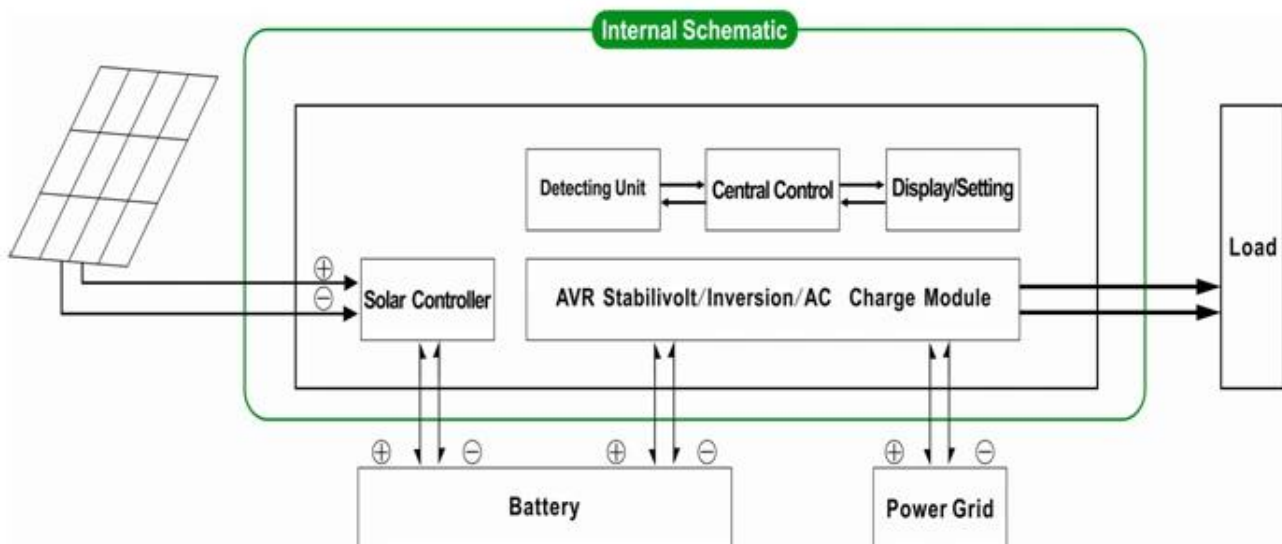 Internal Schematic
Detecting Unit
Central Control
Display/Setting
Load
⊕
⊖
Solar Controller
AVR Stabilivolt/Inversion/AC Charge Module
⊕ ⊖ ⊕ ⊖ ⊕ ⊖
Battery
Power Grid